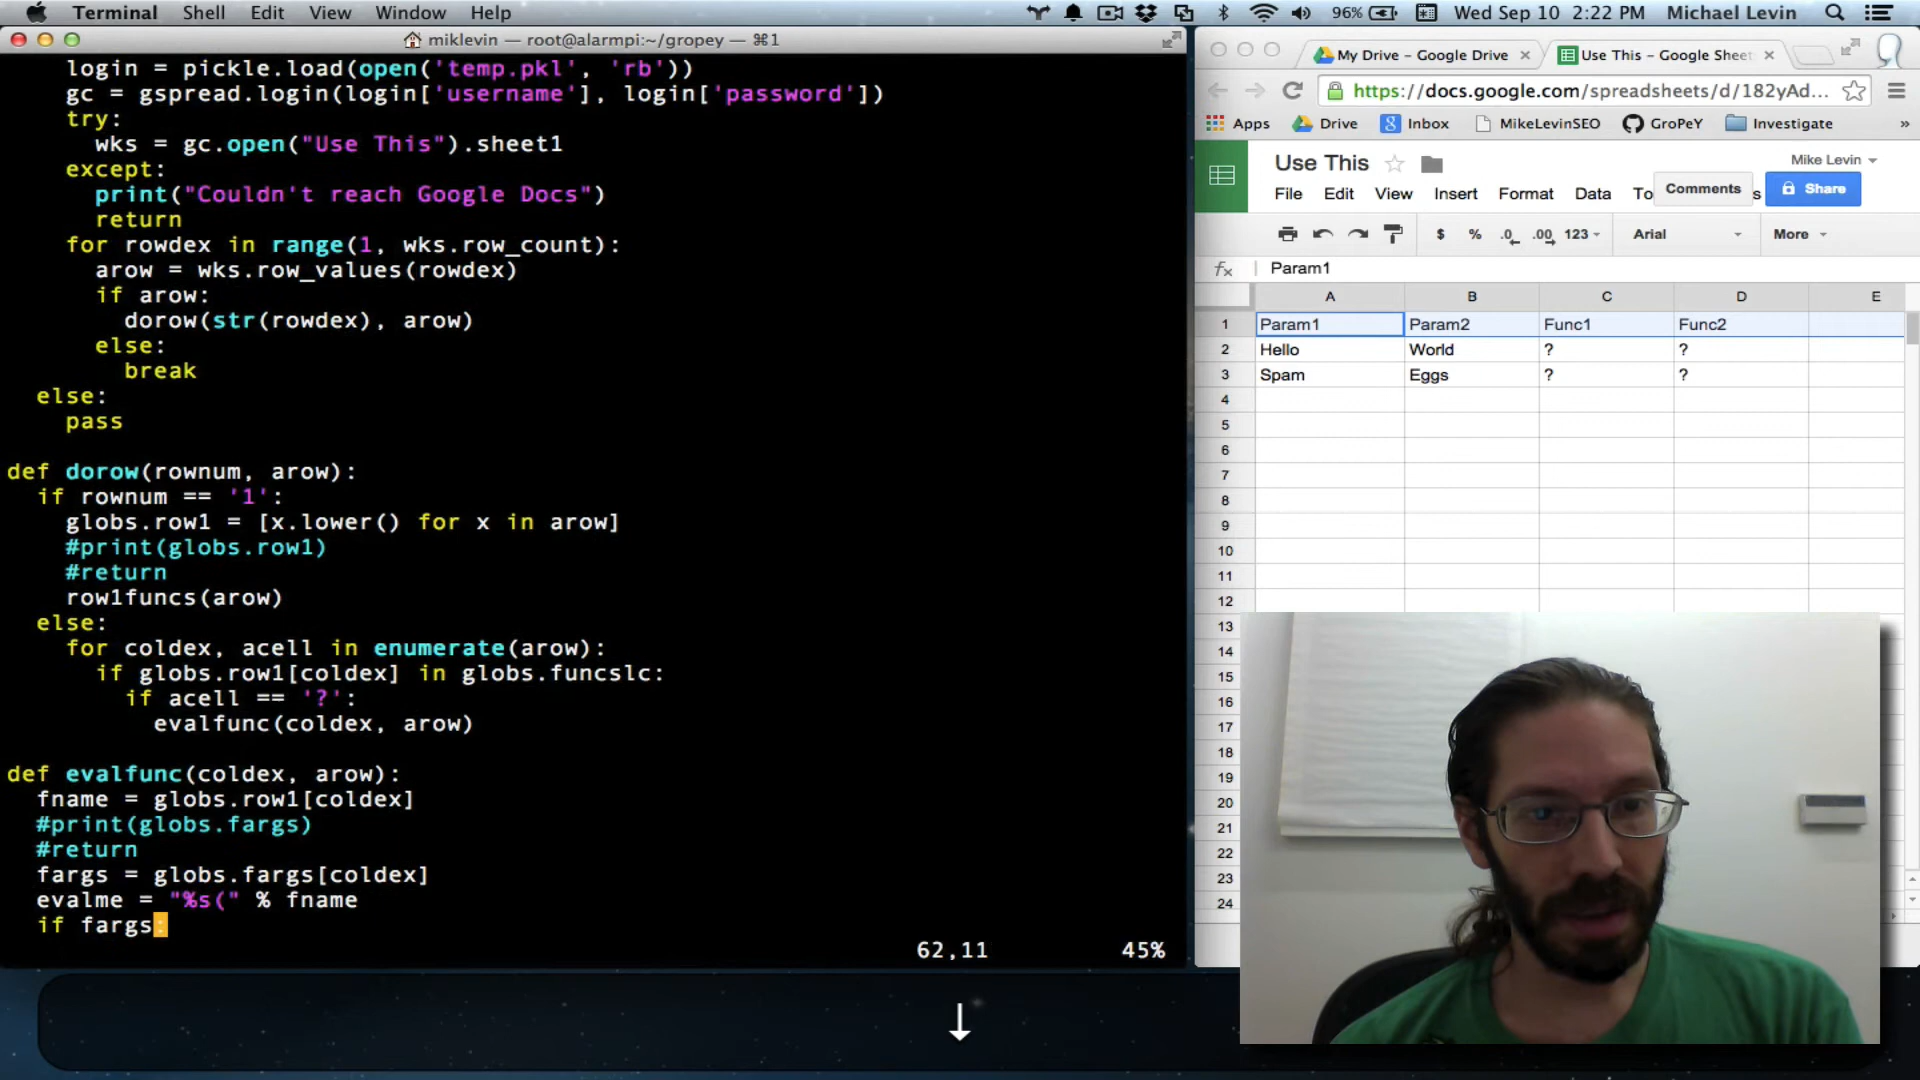 Terminal Shell Edit View Window Help 96% Wed Sep 10 2:22 PM Michael Levin
miklevin — root@alarmpi:~/gropey — ⌘1
login = pickle.load(open('temp.pkl', 'rb'))
gc = gspread.login(login['username'], login['password'])
try:
wks = gc.open("Use This").sheet1
except:
print("Couldn't reach Google Docs")
return
for rowdex in range(1, wks.row_count):
arow = wks.row_values(rowdex)
if arow:
dorow(str(rowdex), arow)
else:
break
else:
pass
def dorow(rownum, arow):
if rownum == '1':
globs.row1 = [x.lower() for x in arow]
#print(globs.row1)
#return
row1funcs(arow)
else:
for coldex, acell in enumerate(arow):
if globs.row1[coldex] in globs.funcslc:
if acell == '?':
evalfunc(coldex, arow)
def evalfunc(coldex, arow):
fname = globs.row1[coldex]
#print(globs.fargs)
#return
fargs = globs.fargs[coldex]
evalme = "%s(" % fname
if fargs:
62,11 45%
↓
My Drive – Google Drive × Use This – Google Sheet ×
https://docs.google.com/spreadsheets/d/182yAd...
Apps Drive Inbox MikeLevinSEO GroPeY Investigate »
Use This
Mike Levin
File Edit View Insert Format Data To Comments s Share
$ % .0 .00 123 Arial More
fx Param1
A B C D E
1 Param1 Param2 Func1 Func2
2 Hello World ? ?
3 Spam Eggs ? ?
4
5
6
7
8
9
10
11
12
13
14
15
16
17
18
19
20
21
22
23
24